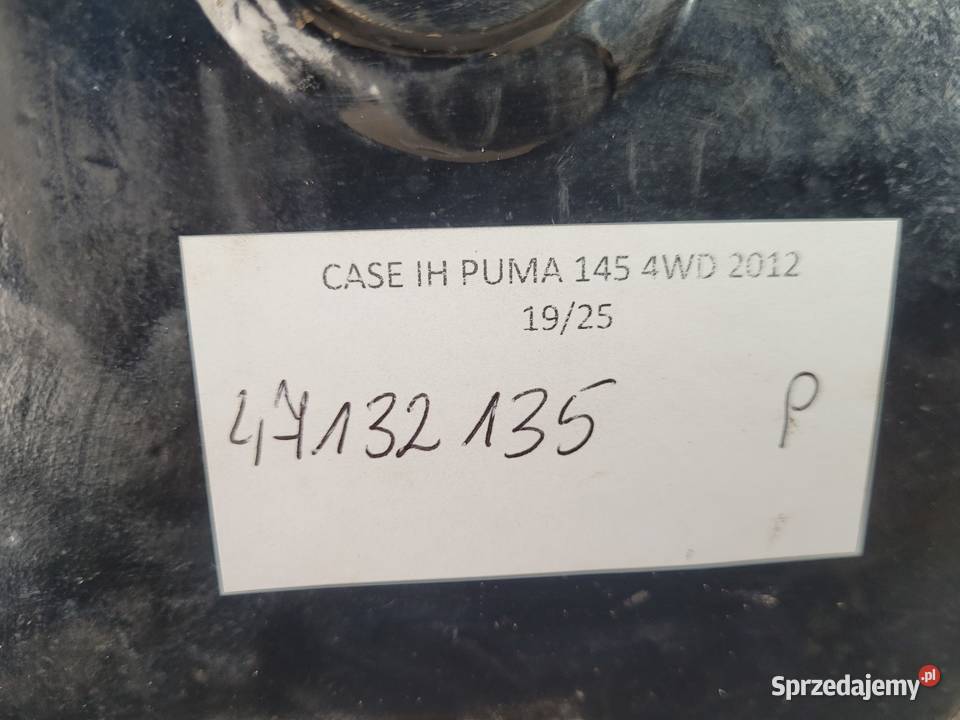 CASE IH PUMA 145 4WD 2012
19/25
47132135 P
Sprzedajemy.pl